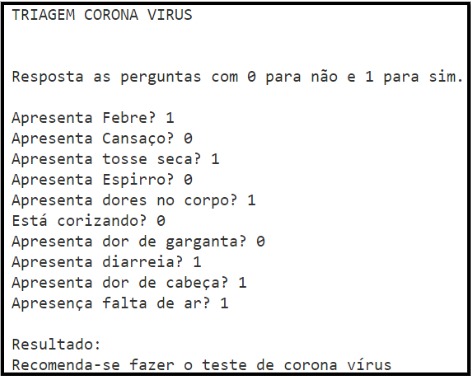 TRIAGEM CORONA VIRUS
Resposta as perguntas com 0 para não e 1 para sim.
Apresenta Febre? 1
Apresenta Cansaço? 0
Apresenta tosse seca? 1
Apresenta Espirro? 0
Apresenta dores no corpo? 1
Está corizando? 0
Apresenta dor de garganta? 0
Apresenta diarreia? 1
Apresenta dor de cabeça? 1
Apresença falta de ar? 1
Resultado:
Recomenda-se fazer o teste de corona vírus